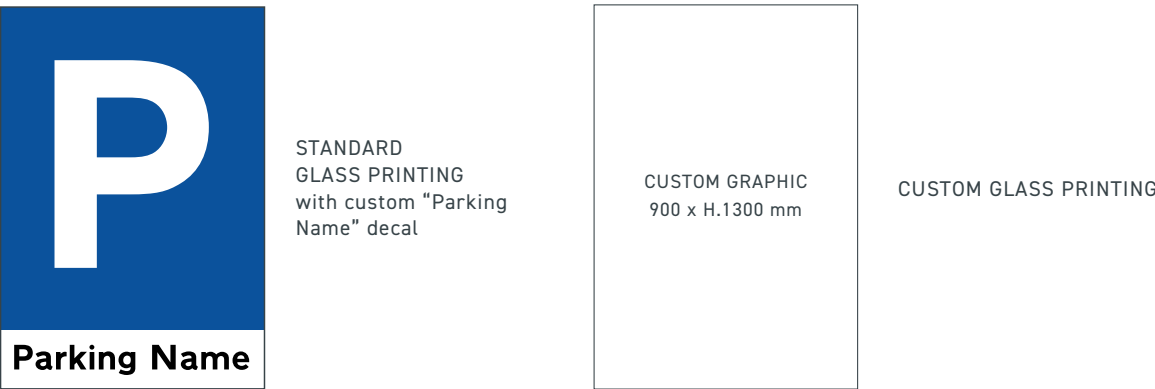 P
Parking Name
STANDARD
GLASS PRINTING
with custom “Parking
Name” decal
CUSTOM GRAPHIC
900 x H.1300 mm
CUSTOM GLASS PRINTING